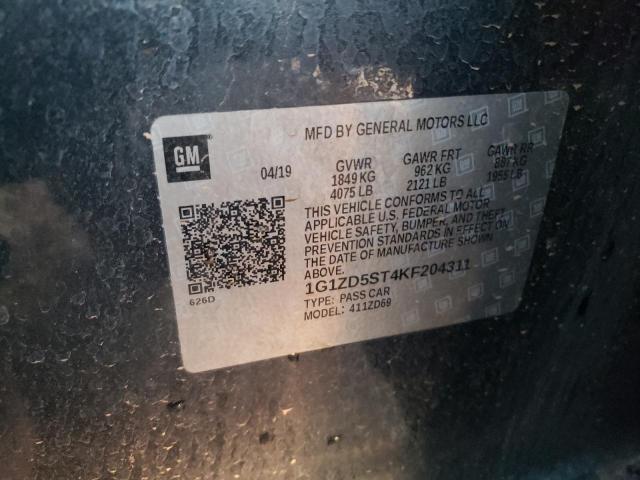 MFD BY GENERAL MOTORS LLC
GM
04/19 GVWR GAWR FRT GAWR RR
1849 KG 962 KG 887 KG
4075 LB 2121 LB 1955 LB
THIS VEHICLE CONFORMS TO ALL
APPLICABLE U.S. FEDERAL MOTOR
VEHICLE SAFETY, BUMPER, AND THEFT
PREVENTION STANDARDS IN EFFECT ON
THE DATE OF MANUFACTURE SHOWN
ABOVE.
626D
1G1ZD5ST4KF204311
TYPE: PASS CAR
MODEL: 411ZD69